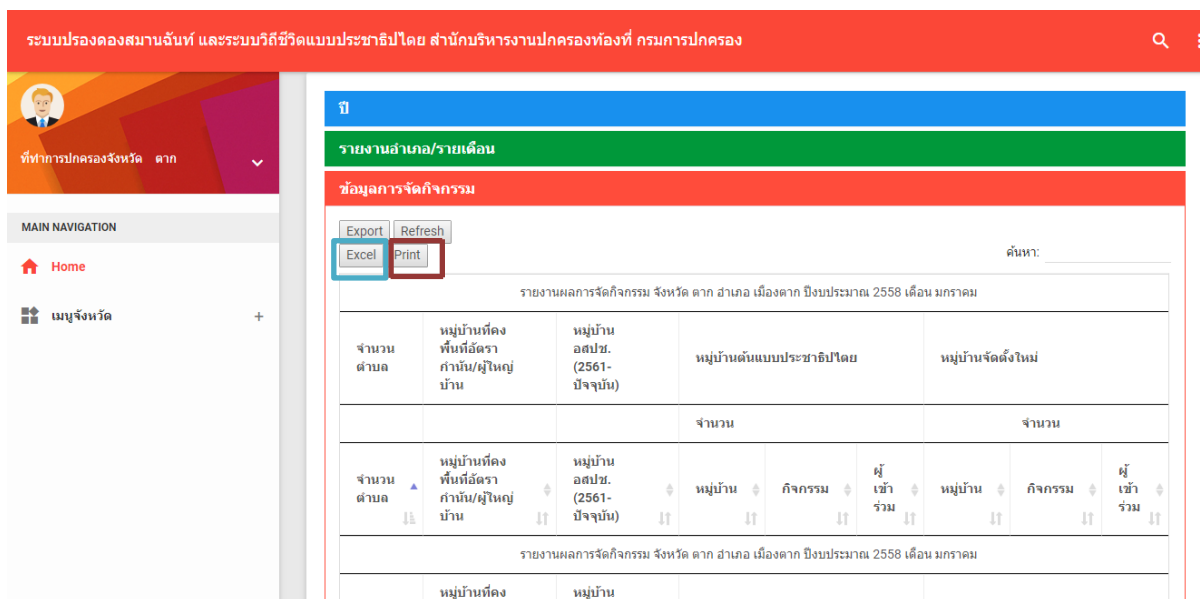 ระบบปรองดองสมานฉันท์ และระบบวิถีชีวิตแบบประชาธิปไตย สำนักบริหารงานปกครองท้องที่ กรมการปกครอง
ที่ทำการปกครองจังหวัด ตาก
MAIN NAVIGATION
Home
เมนูจังหวัด +
ปี
รายงานอำเภอ/รายเดือน
ข้อมูลการจัดกิจกรรม
Export Refresh
Excel Print
ค้นหา:
รายงานผลการจัดกิจกรรม จังหวัด ตาก อำเภอ เมืองตาก ปีงบประมาณ 2558 เดือน มกราคม
จำนวน
ตำบล
หมู่บ้านที่คง
พื้นที่อัตรา
กำนัน/ผู้ใหญ่
บ้าน
หมู่บ้าน
อสปช.
(2561-
ปัจจุบัน)
หมู่บ้านต้นแบบประชาธิปไตย
หมู่บ้านจัดตั้งใหม่
จำนวน
จำนวน
จำนวน
ตำบล
หมู่บ้านที่คง
พื้นที่อัตรา
กำนัน/ผู้ใหญ่
บ้าน
หมู่บ้าน
อสปช.
(2561-
ปัจจุบัน)
หมู่บ้าน
กิจกรรม
ผู้
เข้า
ร่วม
หมู่บ้าน
กิจกรรม
ผู้
เข้า
ร่วม
รายงานผลการจัดกิจกรรม จังหวัด ตาก อำเภอ เมืองตาก ปีงบประมาณ 2558 เดือน มกราคม
หมู่บ้านที่คง
หมู่บ้าน